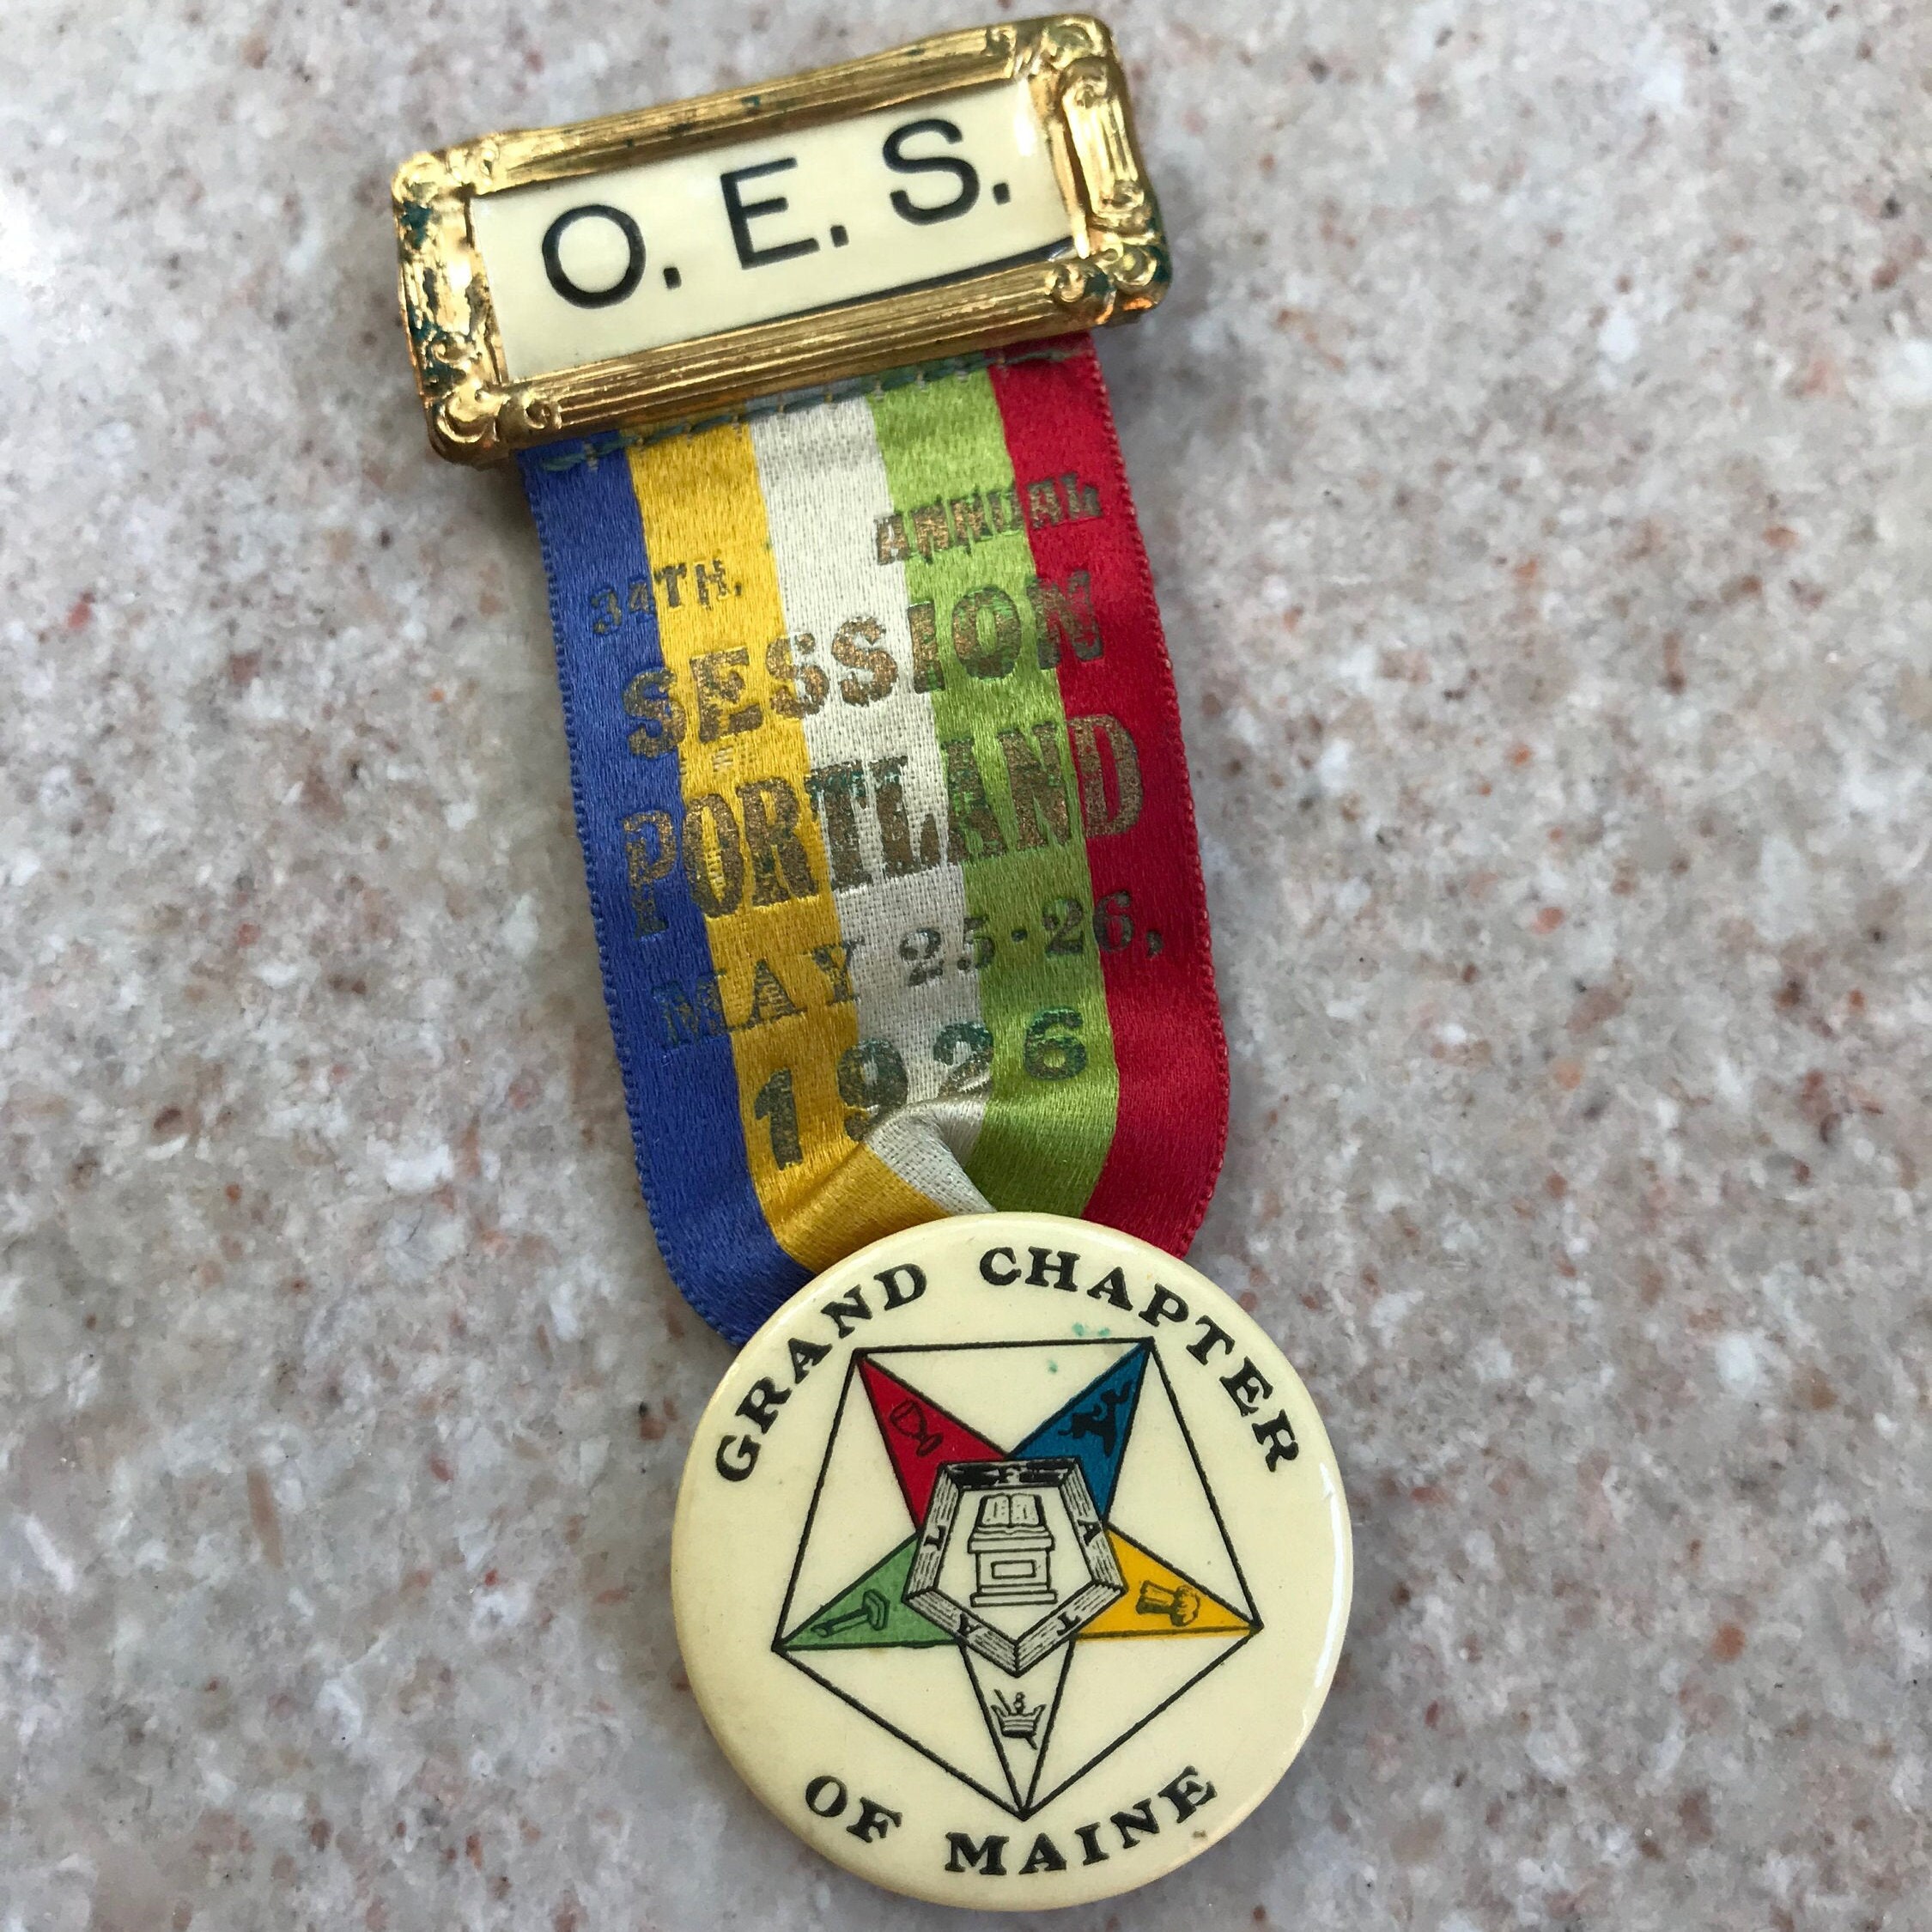 O. E. S.
34TH. ANNUAL
SESSION
PORTLAND
MAY 25-26,
1926
GRAND CHAPTER
F
A
T
A
L
OF MAINE